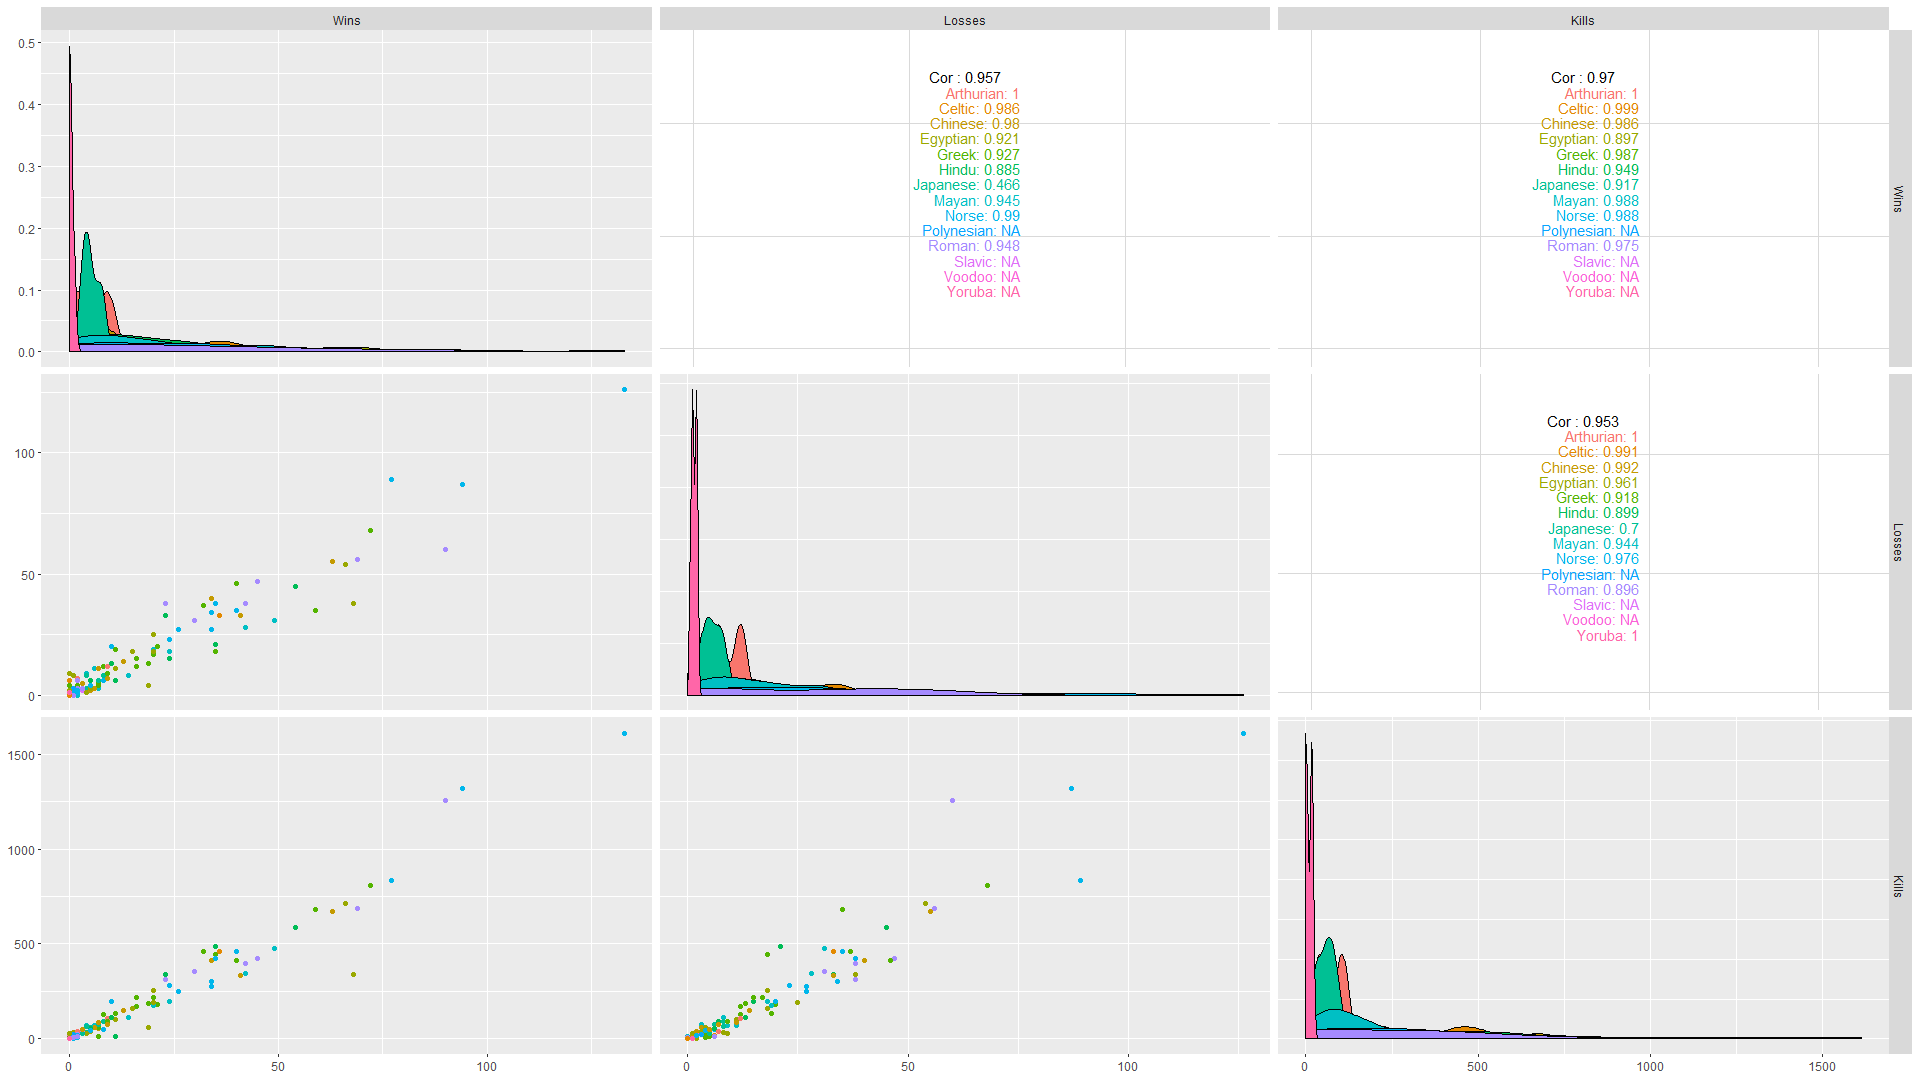 Wins
Losses
Kills
0.5
0.4
0.3
0.2
0.1
0.0
Cor : 0.957
Arthurian: 1
Celtic: 0.986
Chinese: 0.98
Egyptian: 0.921
Greek: 0.927
Hindu: 0.885
Japanese: 0.466
Mayan: 0.945
Norse: 0.99
Polynesian: NA
Roman: 0.948
Slavic: NA
Voodoo: NA
Yoruba: NA
Cor : 0.97
Arthurian: 1
Celtic: 0.999
Chinese: 0.986
Egyptian: 0.897
Greek: 0.987
Hindu: 0.949
Japanese: 0.917
Mayan: 0.988
Norse: 0.988
Polynesian: NA
Roman: 0.975
Slavic: NA
Voodoo: NA
Yoruba: NA
Wins
100
50
0
Cor : 0.953
Arthurian: 1
Celtic: 0.991
Chinese: 0.992
Egyptian: 0.961
Greek: 0.918
Hindu: 0.899
Japanese: 0.7
Mayan: 0.944
Norse: 0.976
Polynesian: NA
Roman: 0.896
Slavic: NA
Voodoo: NA
Yoruba: 1
Losses
1500
1000
500
0
Kills
0
50
100
0
50
100
0
500
1000
1500